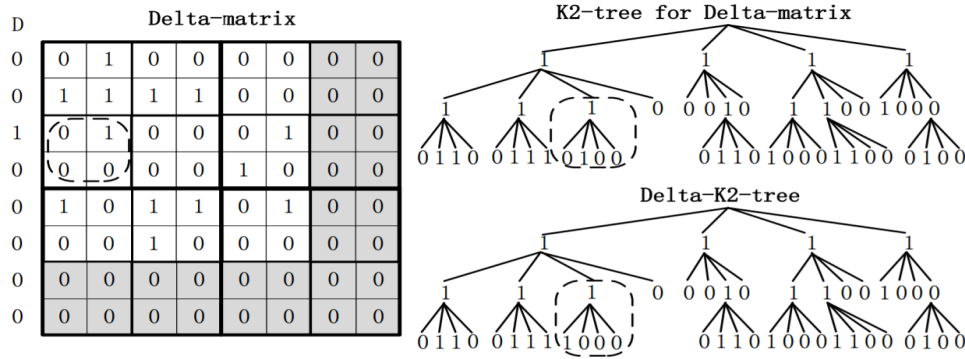 D Delta-matrix
0 0 1 0 0 0 0 0 0
0 1 1 1 1 0 0 0 0
1 0 1 0 0 0 1 0 0
0 0 0 0 0 1 0 0 0
0 1 0 1 1 0 1 0 0
0 0 0 1 0 0 0 0 0
0 0 0 0 0 0 0 0 0
0 0 0 0 0 0 0 0 0
K2-tree for Delta-matrix
1 1 1 1
1 1 1 0 0 0 1 0 1 1 0 0 1 0 0 0
0 1 1 0 0 1 1 1 0 1 0 0 0 1 1 0 1 0 0 0 1 1 0 0 0 1 0 0
Delta-K2-tree
1 1 1 1
1 1 1 0 0 0 1 0 1 1 0 0 1 0 0 0
0 1 1 0 0 1 1 1 1 0 0 0 0 1 1 0 1 0 0 0 1 1 0 0 0 1 0 0